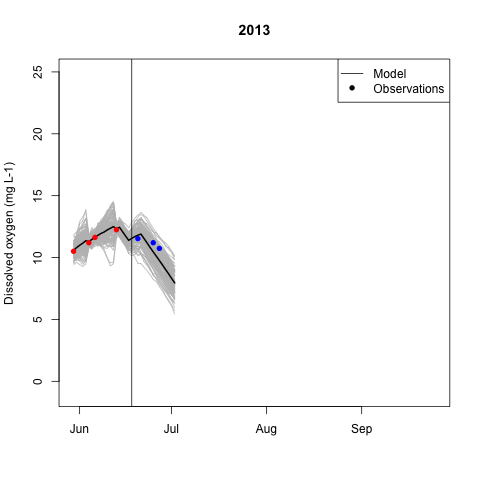 2013
Model
Observations
Dissolved oxygen (mg L-1)
25
20
15
10
5
0
Jun
Jul
Aug
Sep